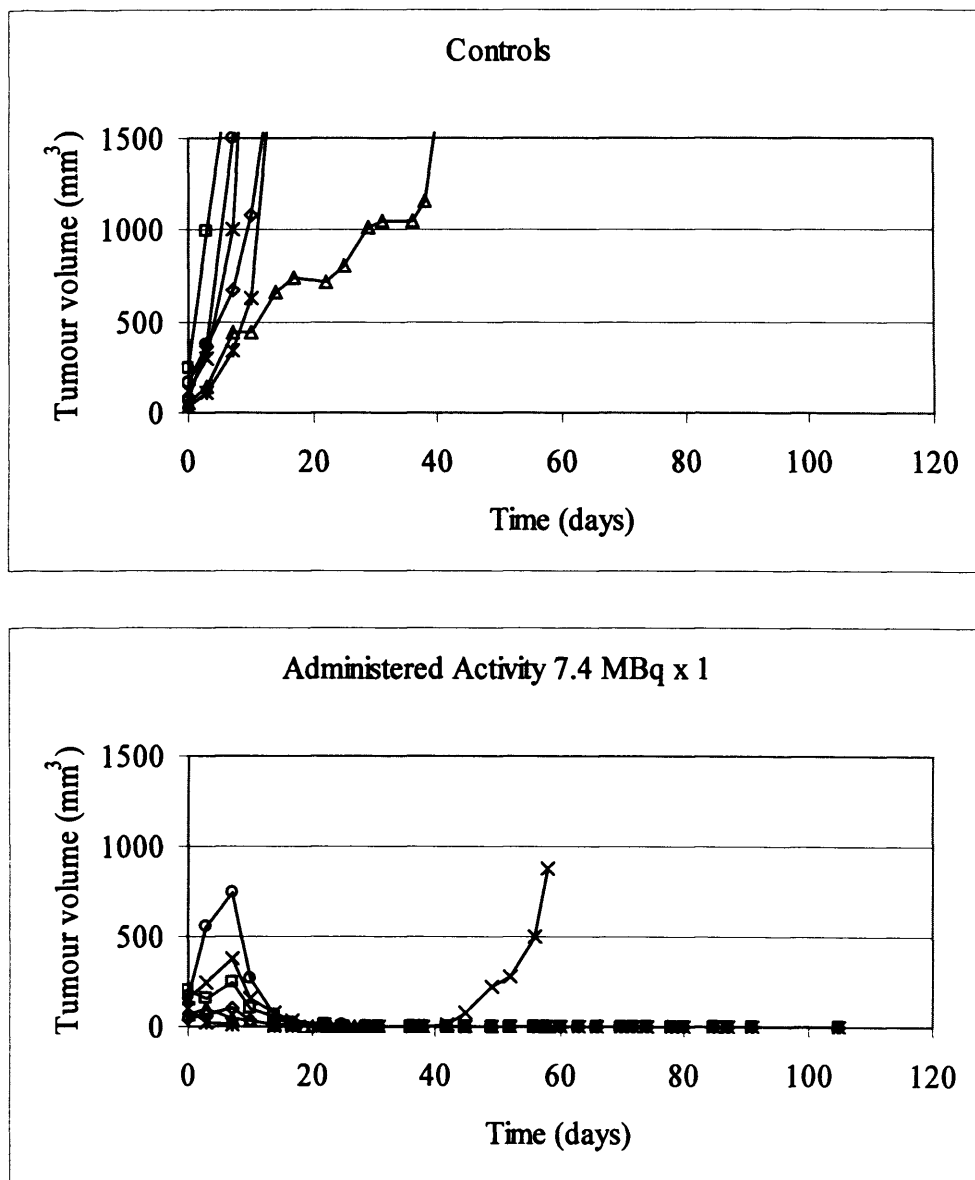 Controls
Tumour volume (mm³)
1500
1000
500
0
0 20 40 60 80 100 120
Time (days)
Administered Activity 7.4 MBq x 1
Tumour volume (mm³)
1500
1000
500
0
0 20 40 60 80 100 120
Time (days)